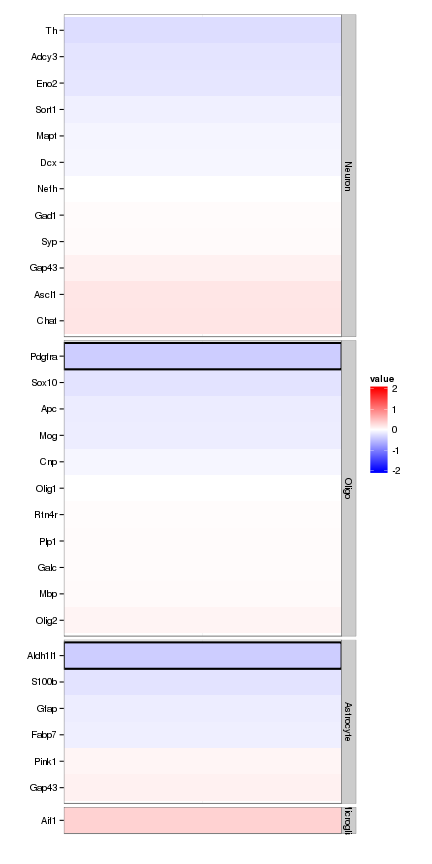 Th
Adcy3
Eno2
Sort1
Mapt
Dcx
Nefh
Gad1
Syp
Gap43
Ascl1
Chat
Neuron
Pdgfra
Sox10
Apc
Mog
Cnp
Olig1
Rtn4r
Plp1
Galc
Mbp
Olig2
Oligo
Aldh1l1
S100b
Gfap
Fabp7
Pink1
Gap43
Astrocyte
Aif1
icrogli
value
2
1
0
-1
-2